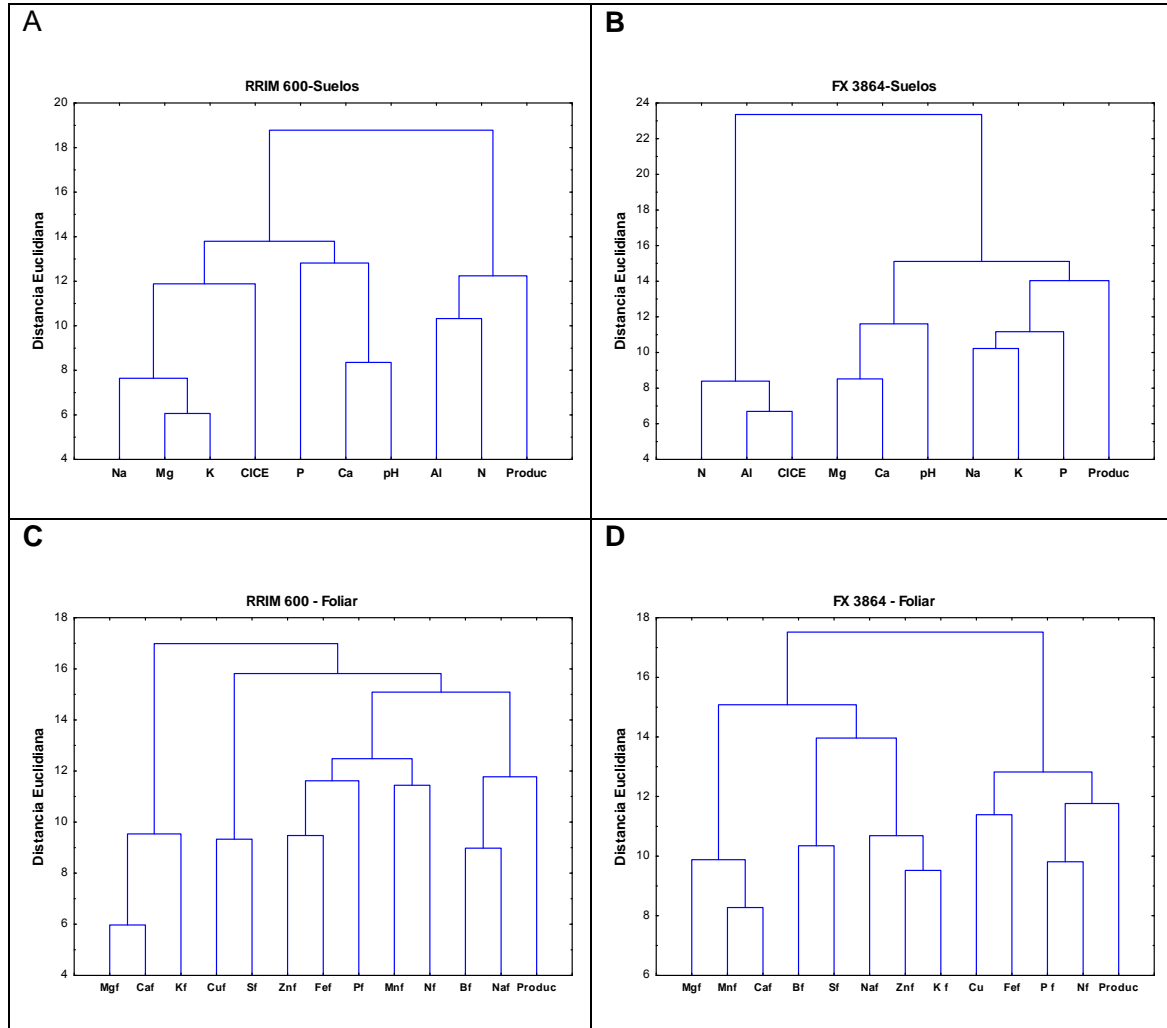 A
RRIM 600-Suelos
Distancia Euclidiana
20
18
16
14
12
10
8
6
4
Na Mg K CICE P Ca pH Al N Produc
B
FX 3864-Suelos
Distancia Euclidiana
24
22
20
18
16
14
12
10
8
6
4
N Al CICE Mg Ca pH Na K P Produc
C
RRIM 600 - Foliar
Distancia Euclidiana
18
16
14
12
10
8
6
4
Mgf Caf Kf Cuf Sf Znf Fef Pf Mnf Nf Bf Naf Produc
D
FX 3864 - Foliar
Distancia Euclidiana
18
16
14
12
10
8
6
Mgf Mnf Caf Bf Sf Naf Znf K f Cu Fef P f Nf Produc